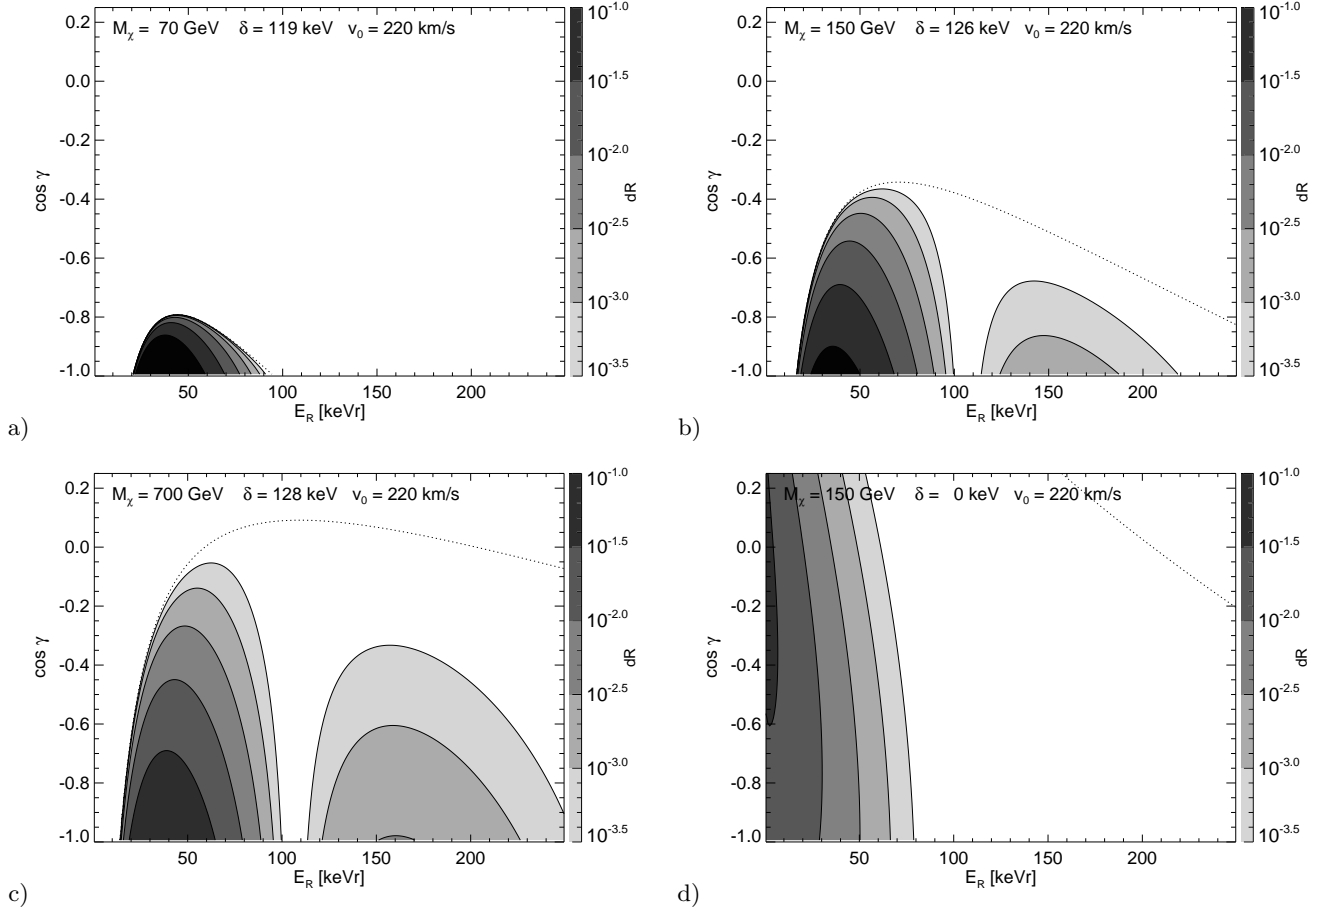 M_χ = 70 GeV δ = 119 keV v_0 = 220 km/s
0.2
0.0
-0.2
-0.4
-0.6
-0.8
-1.0
cos γ
50 100 150 200
E_R [keVr]
10^-1.0
10^-1.5
10^-2.0
10^-2.5
10^-3.0
10^-3.5
dR
a)
M_χ = 150 GeV δ = 126 keV v_0 = 220 km/s
0.2
0.0
-0.2
-0.4
-0.6
-0.8
-1.0
cos γ
50 100 150 200
E_R [keVr]
10^-1.0
10^-1.5
10^-2.0
10^-2.5
10^-3.0
10^-3.5
dR
b)
M_χ = 700 GeV δ = 128 keV v_0 = 220 km/s
0.2
0.0
-0.2
-0.4
-0.6
-0.8
-1.0
cos γ
50 100 150 200
E_R [keVr]
10^-1.0
10^-1.5
10^-2.0
10^-2.5
10^-3.0
10^-3.5
dR
c)
M_χ = 150 GeV δ = 0 keV v_0 = 220 km/s
0.2
0.0
-0.2
-0.4
-0.6
-0.8
-1.0
cos γ
50 100 150 200
E_R [keVr]
10^-1.0
10^-1.5
10^-2.0
10^-2.5
10^-3.0
10^-3.5
dR
d)